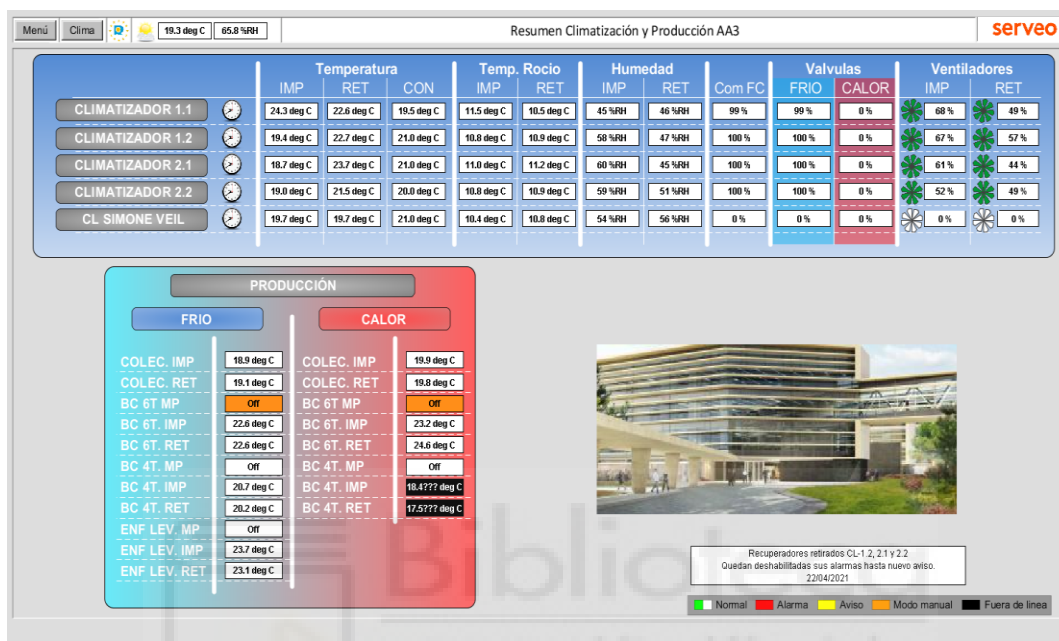 Menú Clima 19.3 deg C 65.8 %RH Resumen Climatización y Producción AA3 serveo
Temperatura Temp. Rocio Humedad Valvulas Ventiladores
IMP RET CON IMP RET IMP RET Com FC FRIO CALOR IMP RET
CLIMATIZADOR 1.1 24.3 deg C 22.6 deg C 19.5 deg C 11.5 deg C 10.5 deg C 45 %RH 46 %RH 99 % 99 % 0 % 68 % 49 %
CLIMATIZADOR 1.2 19.4 deg C 22.7 deg C 21.0 deg C 10.8 deg C 10.9 deg C 58 %RH 47 %RH 100 % 100 % 0 % 67 % 57 %
CLIMATIZADOR 2.1 18.7 deg C 23.7 deg C 21.0 deg C 11.0 deg C 11.2 deg C 60 %RH 45 %RH 100 % 100 % 0 % 61 % 44 %
CLIMATIZADOR 2.2 19.0 deg C 21.5 deg C 20.0 deg C 10.8 deg C 10.9 deg C 59 %RH 51 %RH 100 % 100 % 0 % 52 % 49 %
CL SIMONE VEIL 19.7 deg C 19.7 deg C 21.0 deg C 10.4 deg C 10.8 deg C 54 %RH 56 %RH 0 % 0 % 0 % 0 % 0 %
PRODUCCIÓN
FRIO CALOR
COLEC. IMP 18.9 deg C COLEC. IMP 19.9 deg C
COLEC. RET 19.1 deg C COLEC. RET 19.8 deg C
BC 6T MP Off BC 6T MP Off
BC 6T. IMP 22.6 deg C BC 6T. IMP 23.2 deg C
BC 6T. RET 22.6 deg C BC 6T. RET 24.6 deg C
BC 4T. MP Off BC 4T. MP Off
BC 4T. IMP 20.7 deg C BC 4T. IMP 18.4??? deg C
BC 4T. RET 20.2 deg C BC 4T. RET 17.5??? deg C
ENF LEV. MP Off
ENF LEV. IMP 23.7 deg C
ENF LEV. RET 23.1 deg C
Recuperadores retirados CL-1.2, 2.1 y 2.2
Quedan deshabilitadas sus alarmas hasta nuevo aviso.
22/04/2021
Normal Alarma Aviso Modo manual Fuera de linea